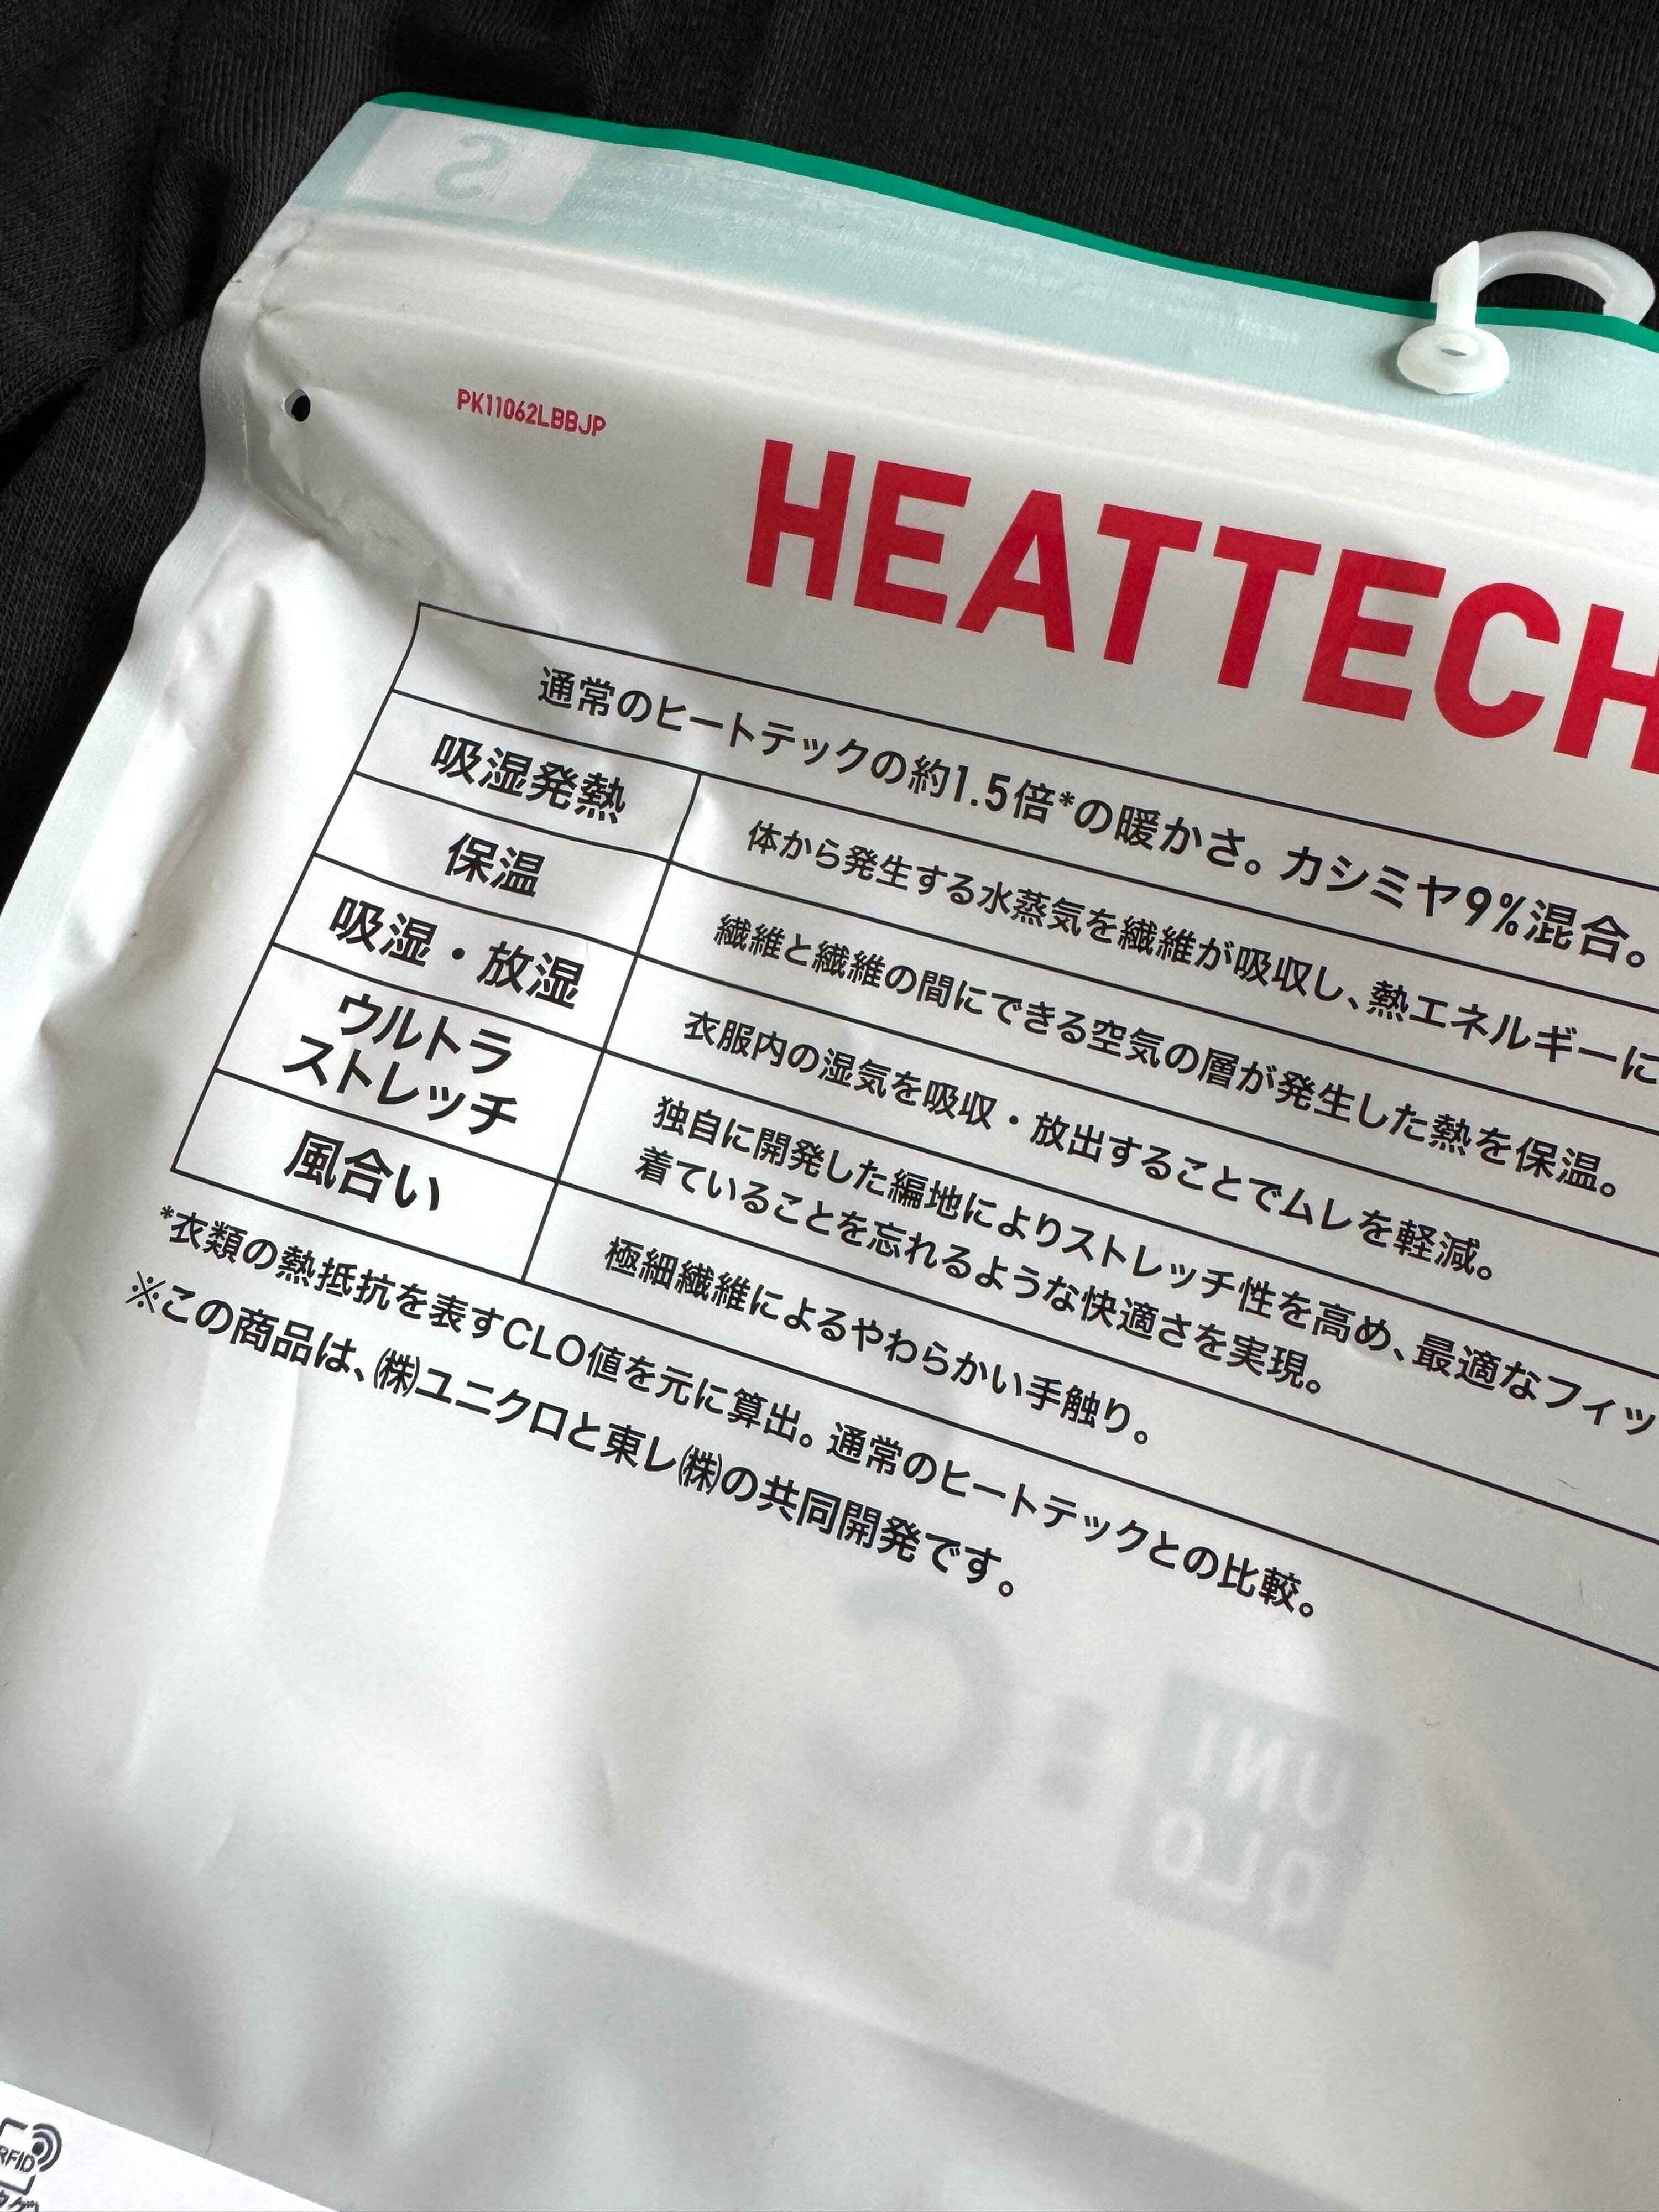 S
PK11062LBBJP
HEATTECH
通常のヒートテックの約1.5倍*の暖かさ。カシミヤ9%混合。
吸湿発熱
体から発生する水蒸気を繊維が吸収し、熱エネルギーに
保温
繊維と繊維の間にできる空気の層が発生した熱を保温。
吸湿・放湿
衣服内の湿気を吸収・放出することでムレを軽減。
ウルトラ
ストレッチ
独自に開発した編地によりストレッチ性を高め、最適なフィッ
着ていることを忘れるような快適さを実現。
風合い
極細繊維によるやわらかい手触り。
*衣類の熱抵抗を表すCLO値を元に算出。通常のヒートテックとの比較。
※この商品は、㈱ユニクロと東レ㈱の共同開発です。
UNI
QLO
RFID
タグ